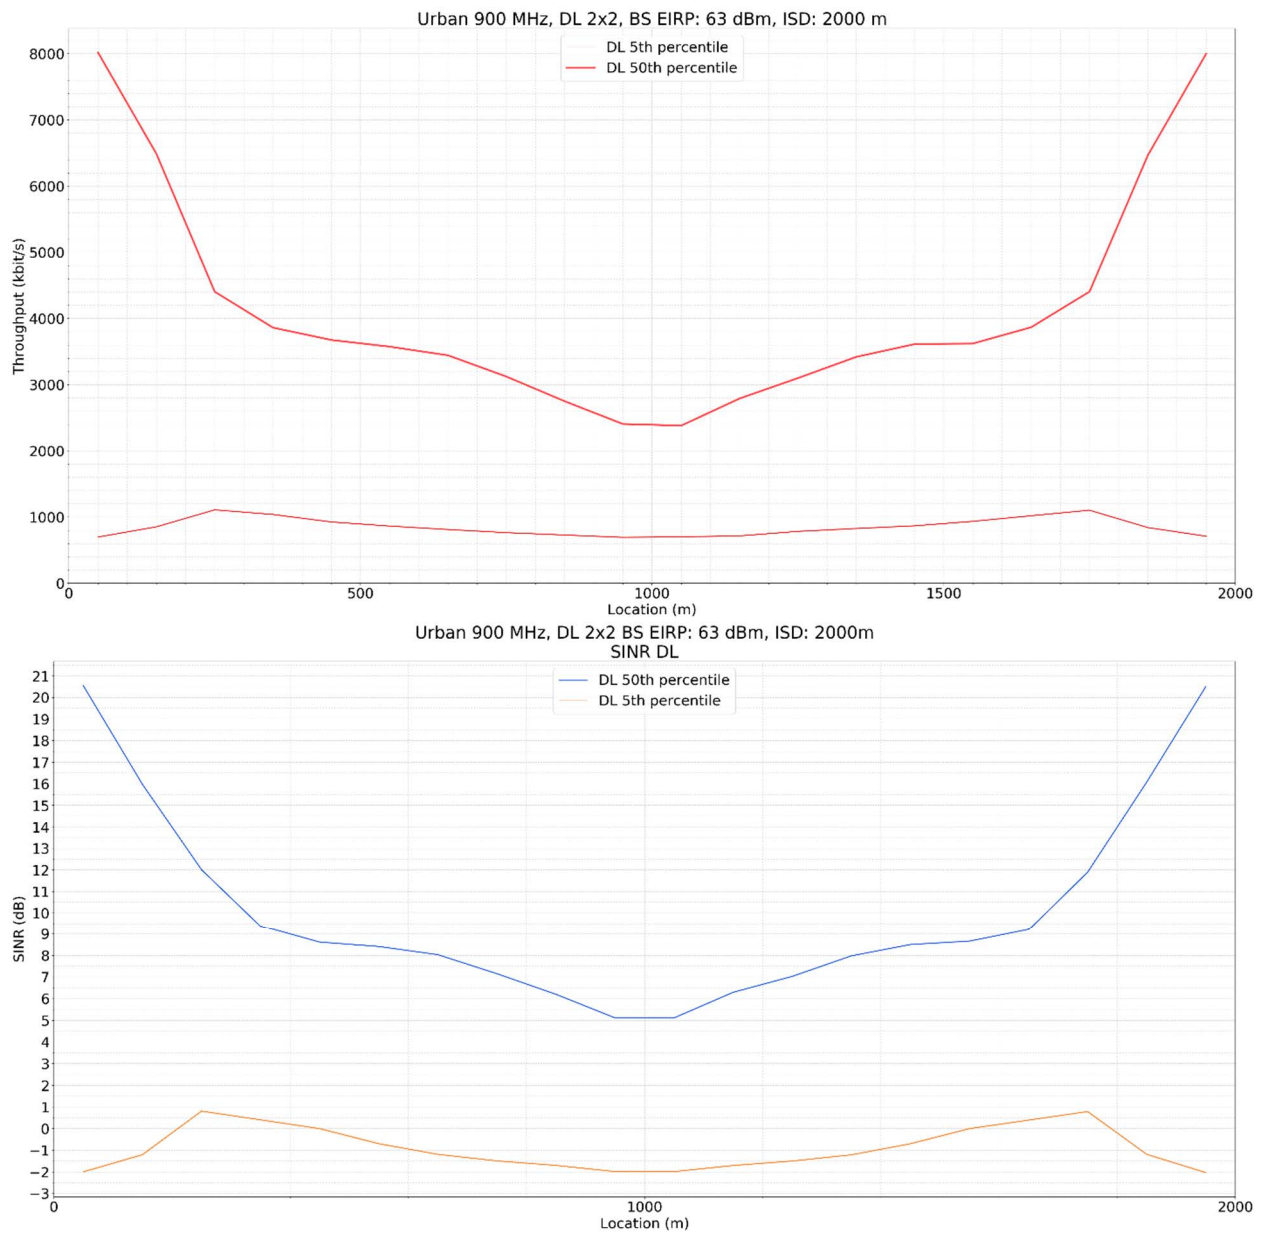 Urban 900 MHz, DL 2x2, BS EIRP: 63 dBm, ISD: 2000 m
DL 5th percentile
DL 50th percentile
8000
7000
6000
5000
4000
3000
2000
1000
0
Throughput (kbit/s)
0 500 1000 1500 2000
Location (m)
Urban 900 MHz, DL 2x2 BS EIRP: 63 dBm, ISD: 2000m
SINR DL
DL 50th percentile
DL 5th percentile
21
20
19
18
17
16
15
14
13
12
11
10
9
8
7
6
5
4
3
2
1
0
−1
−2
−3
SINR (dB)
0 1000 2000
Location (m)